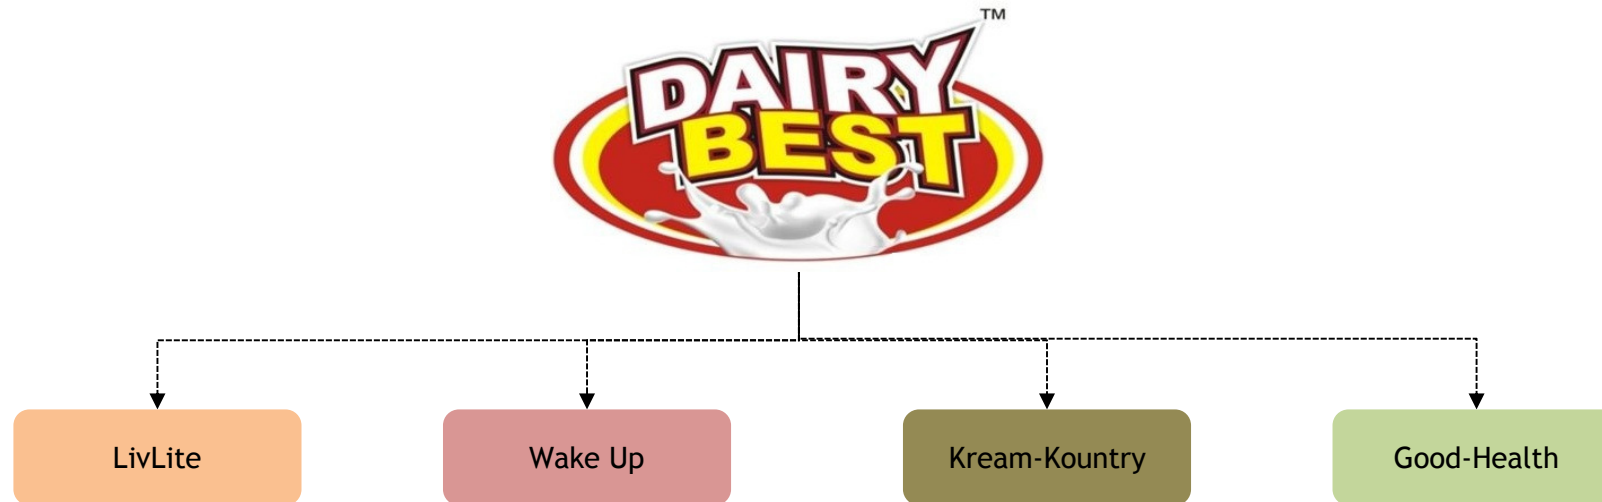 DAIRY
BEST
TM
LivLite
Wake Up
Kream-Kountry
Good-Health